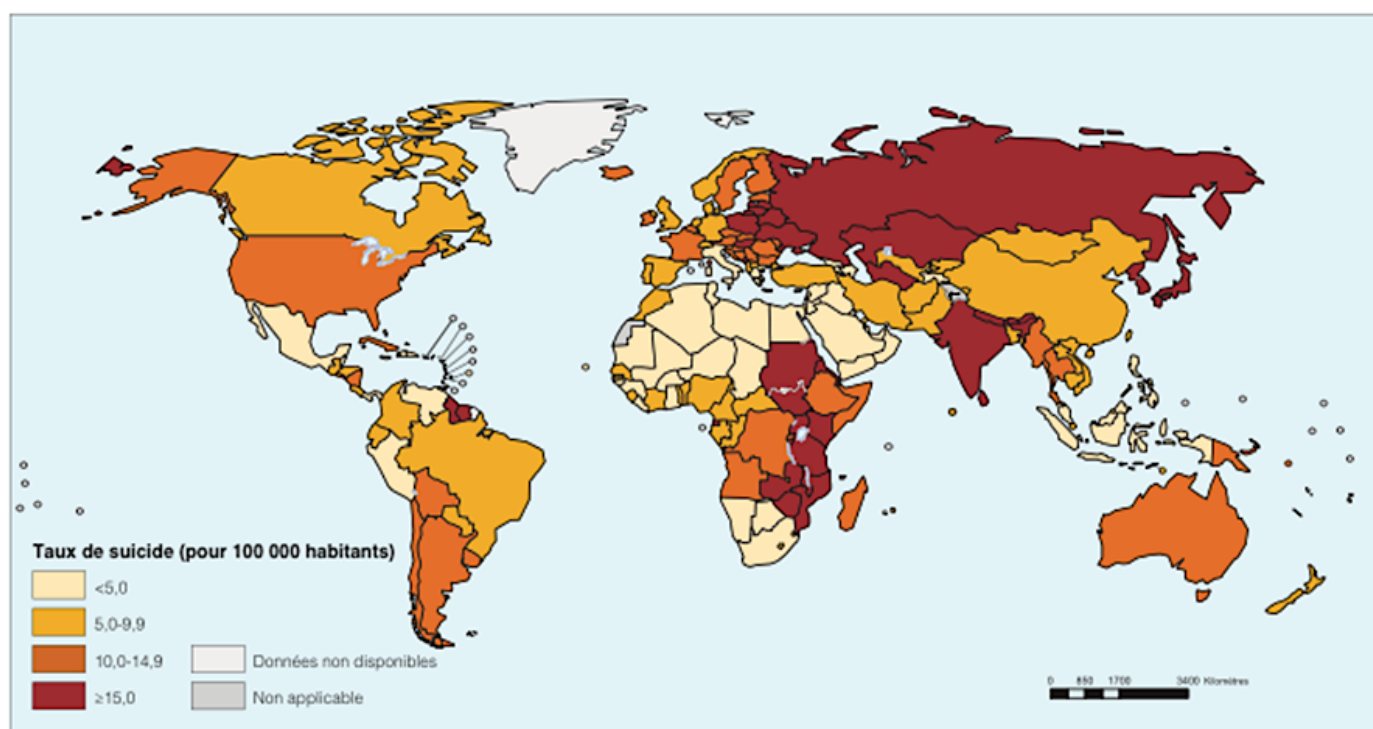 Taux de suicide (pour 100 000 habitants)
<5,0
5,0-9,9
10,0-14,9
≥15,0
Données non disponibles
Non applicable
0 850 1700 3400 Kilomètres